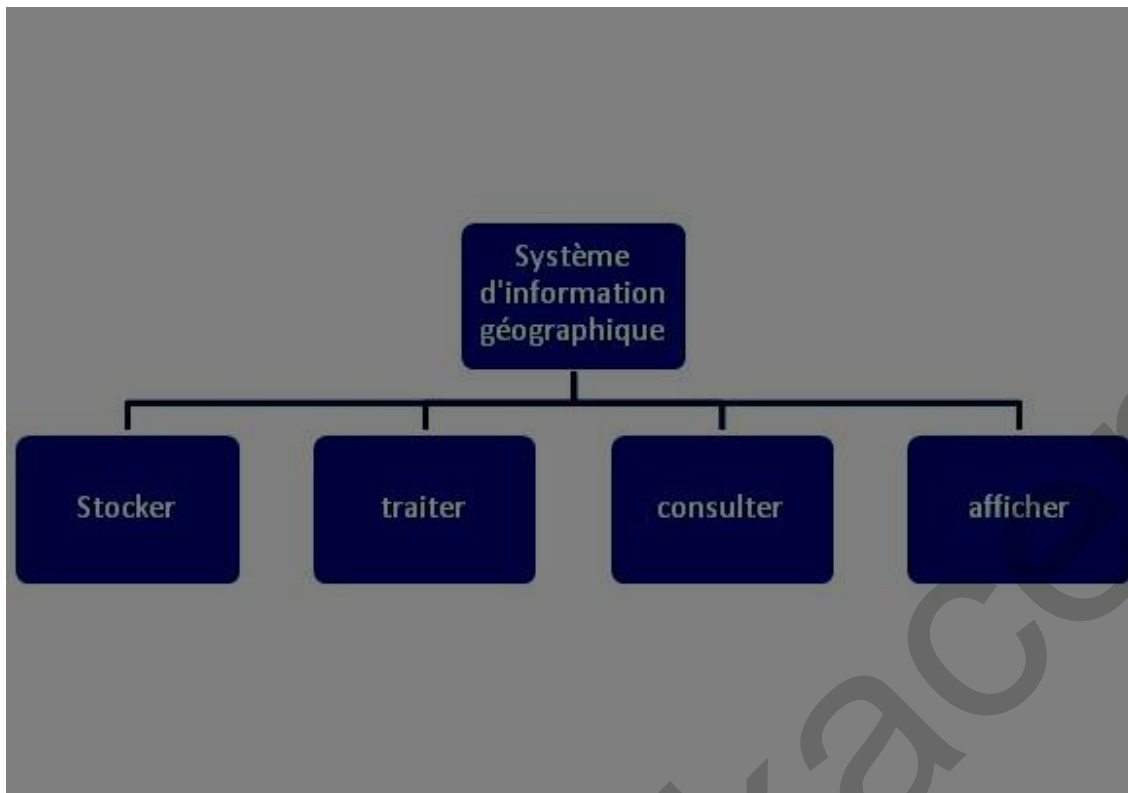 Système
d'information
géographique
Stocker
traiter
consulter
afficher